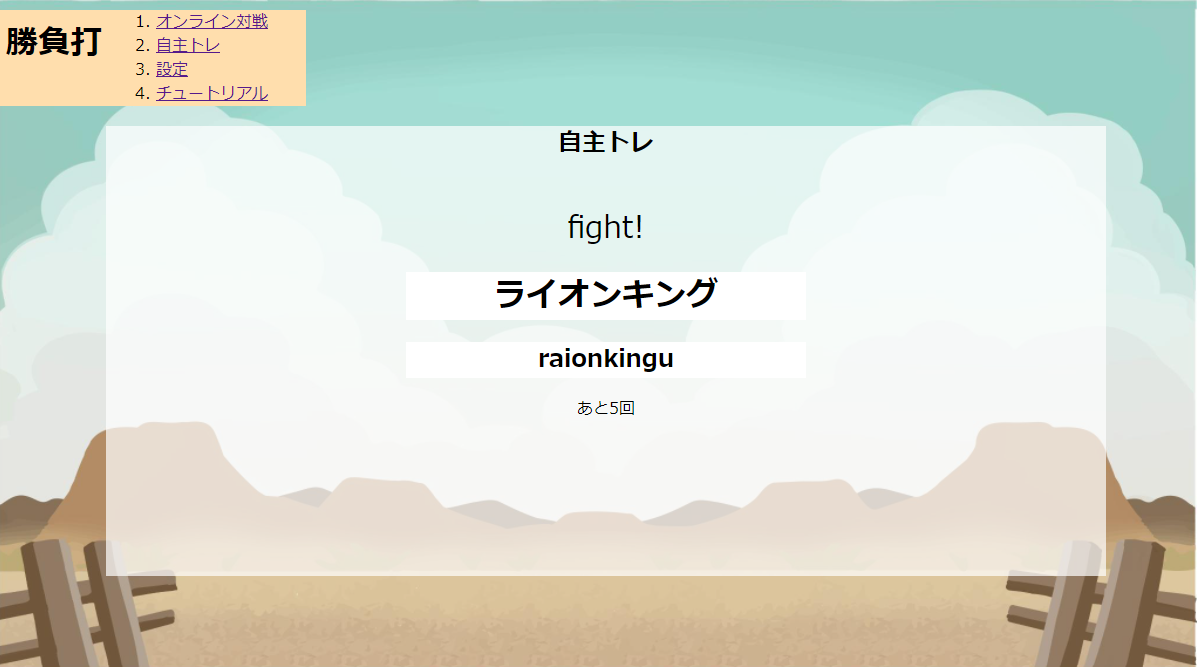 勝負打
1. オンライン対戦
2. 自主トレ
3. 設定
4. チュートリアル
自主トレ
fight!
ライオンキング
raionkingu
あと5回